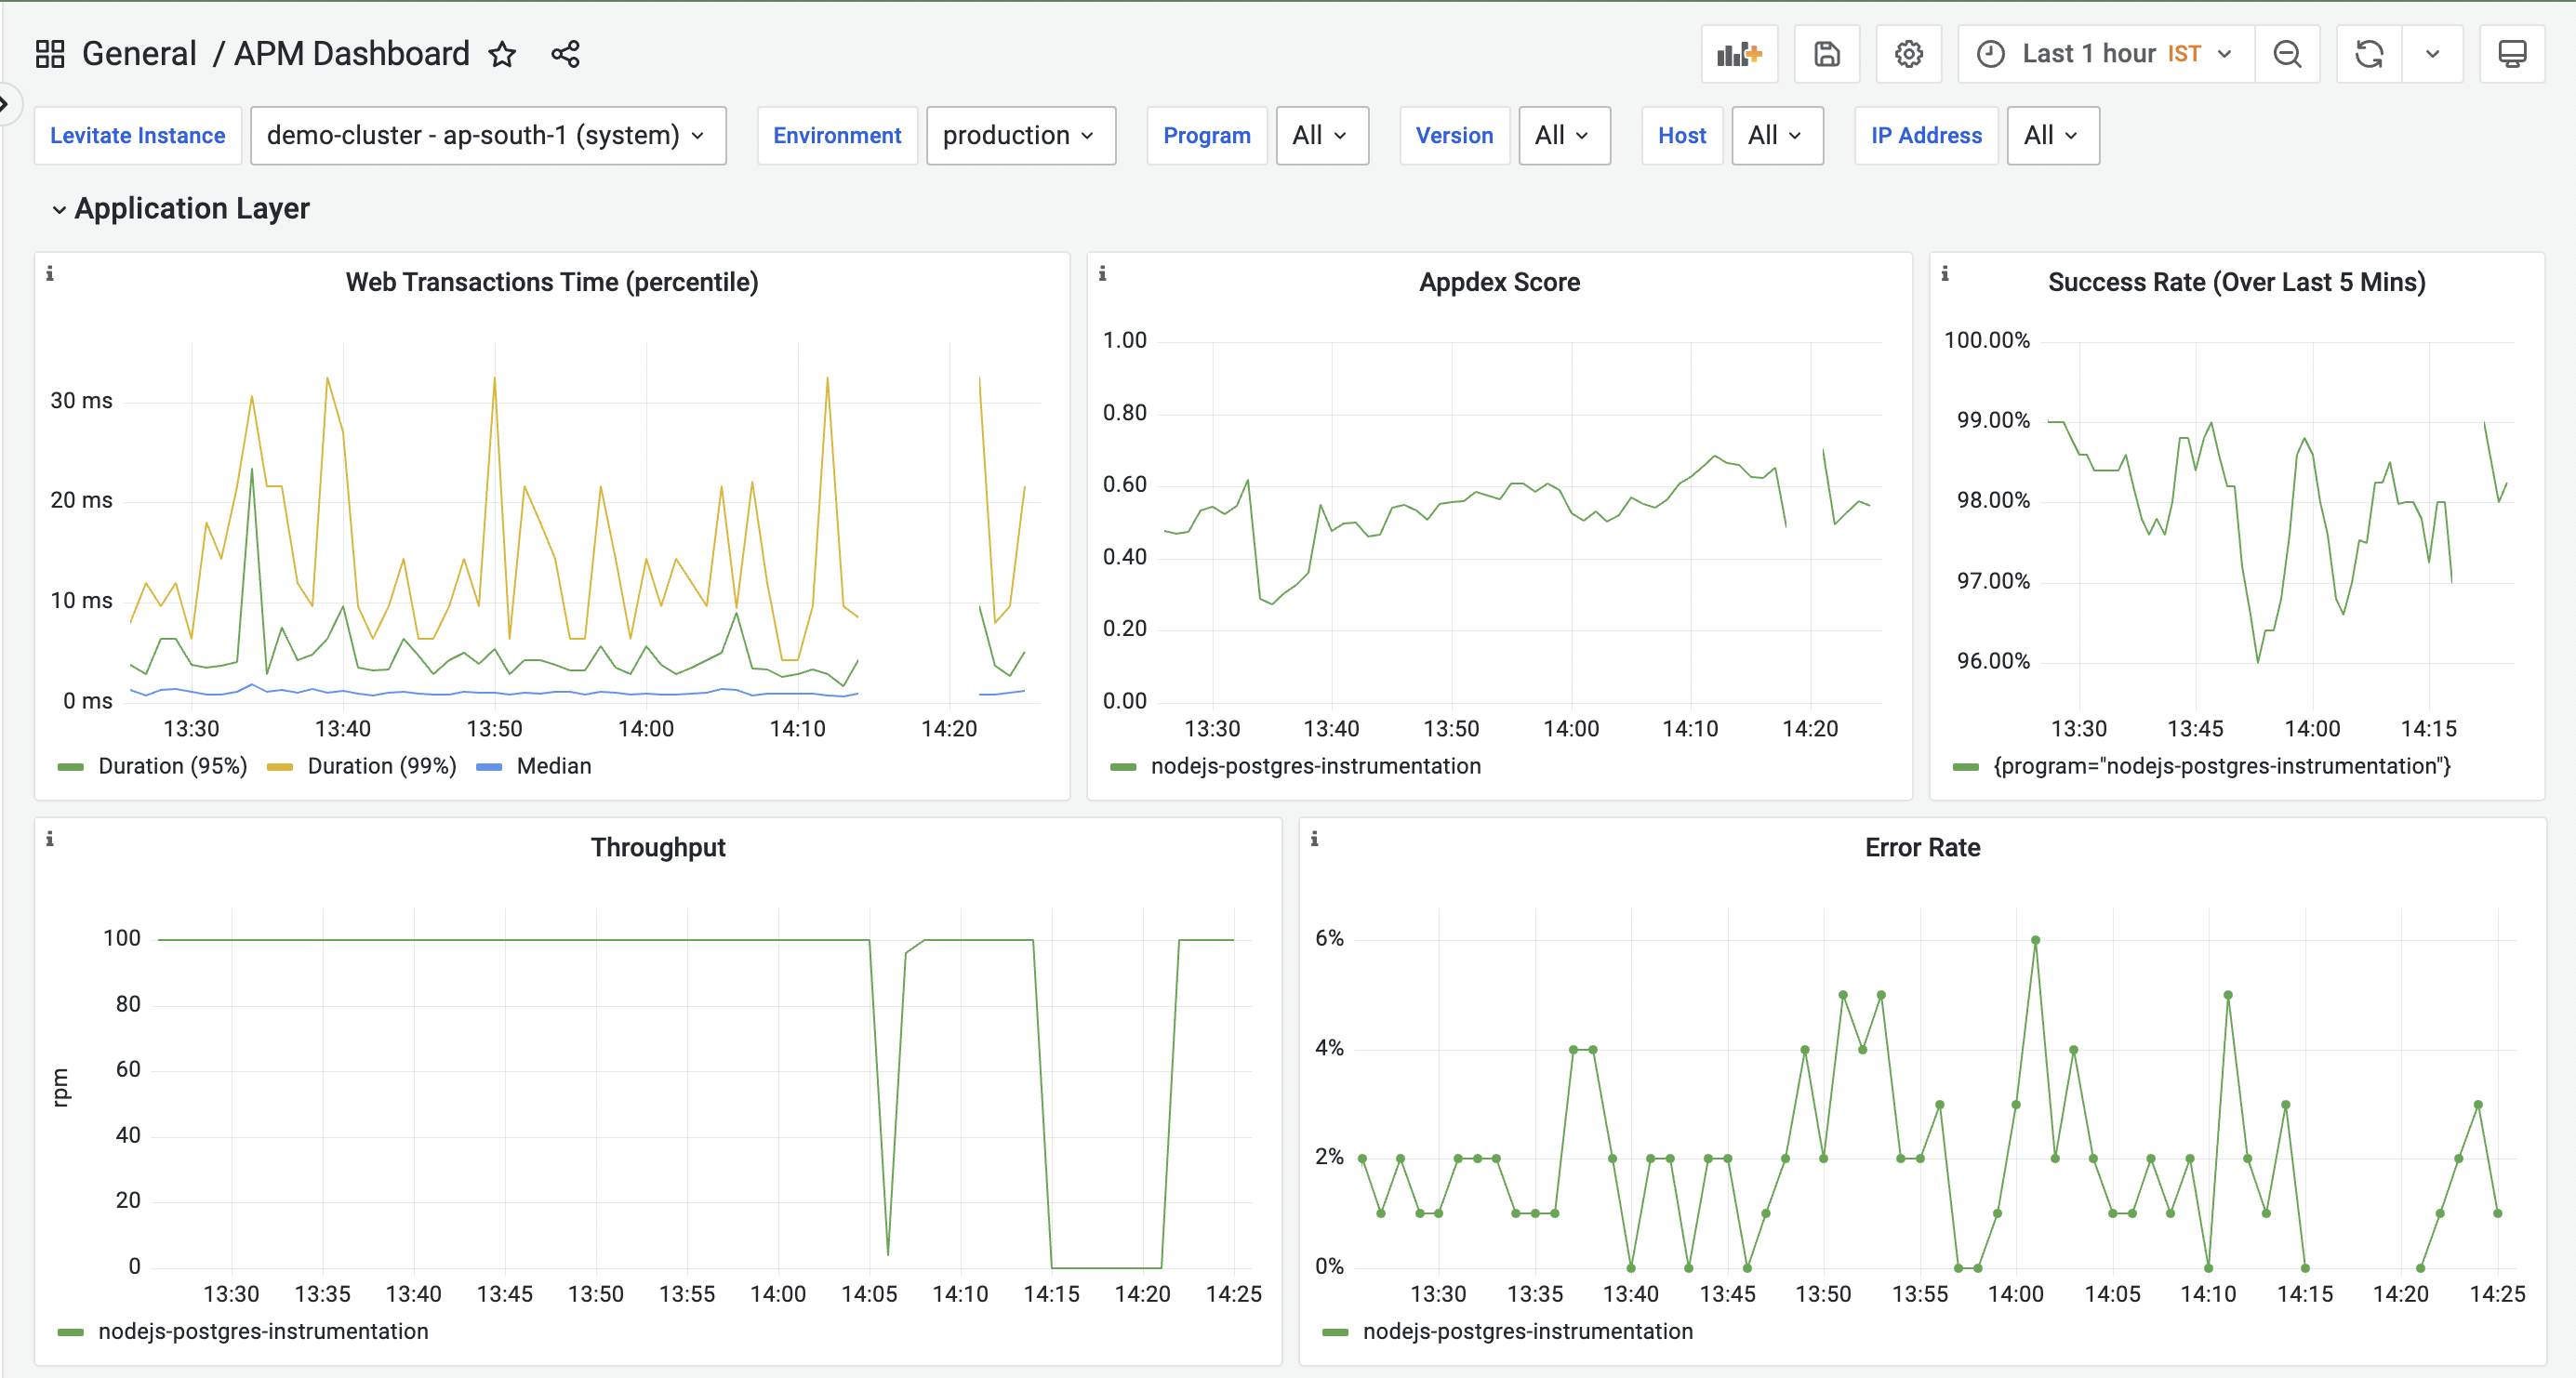 General / APM Dashboard
Last 1 hour IST
Levitate Instance demo-cluster - ap-south-1 (system) Environment production Program All Version All Host All IP Address All
Application Layer
Web Transactions Time (percentile)
30 ms
20 ms
10 ms
0 ms
13:30 13:40 13:50 14:00 14:10 14:20
Duration (95%) Duration (99%) Median
Appdex Score
1.00
0.80
0.60
0.40
0.20
0.00
13:30 13:40 13:50 14:00 14:10 14:20
nodejs-postgres-instrumentation
Success Rate (Over Last 5 Mins)
100.00%
99.00%
98.00%
97.00%
96.00%
13:30 13:45 14:00 14:15
{program="nodejs-postgres-instrumentation"}
Throughput
rpm
100
80
60
40
20
0
13:30 13:35 13:40 13:45 13:50 13:55 14:00 14:05 14:10 14:15 14:20 14:25
nodejs-postgres-instrumentation
Error Rate
6%
4%
2%
0%
13:30 13:35 13:40 13:45 13:50 13:55 14:00 14:05 14:10 14:15 14:20 14:25
nodejs-postgres-instrumentation